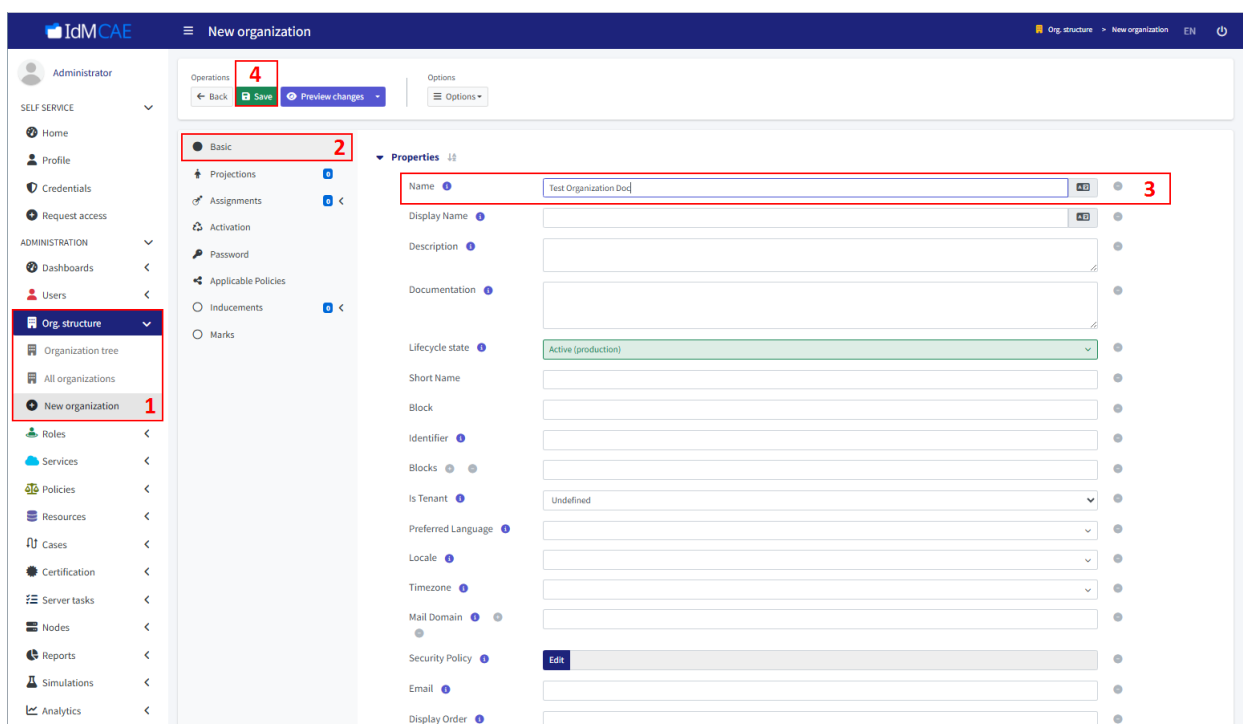 IdMCAE
New organization
Org. structure > New organization
EN
Administrator
SELF SERVICE
Home
Profile
Credentials
Request access
ADMINISTRATION
Dashboards
Users
Org. structure
Organization tree
All organizations
New organization
1
Roles
Services
Policies
Resources
Cases
Certification
Server tasks
Nodes
Reports
Simulations
Analytics
Operations
4
Back
Save
Preview changes
Options
Options
Basic
2
Projections 0
Assignments 0
Activation
Password
Applicable Policies
Inducements 0
Marks
Properties
Name Test Organization Doc
3
Display Name
Description
Documentation
Lifecycle state Active (production)
Short Name
Block
Identifier
Blocks
Is Tenant Undefined
Preferred Language
Locale
Timezone
Mail Domain
Security Policy Edit
Email
Display Order